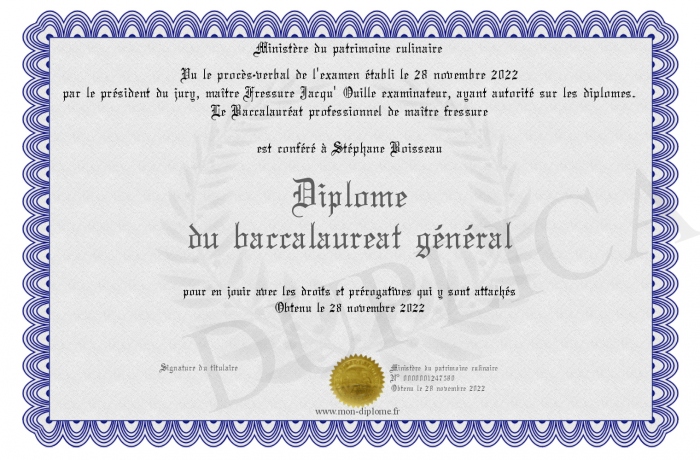 Ministère du patrimoine culinaire
Vu le procès-verbal de l'examen établi le 28 novembre 2022
par le président du jury, maître Fressure Jacqu' Ouille examinateur, ayant autorité sur les diplomes.
Le Baccalauréat professionnel de maître fressure
est conféré à Stéphane Boisseau
Diplome
du baccalaureat général
DUPLICA
pour en jouir avec les droits et prérogatives qui y sont attachés
Obtenu le 28 novembre 2022
Signature du titulaire
Ministère du patrimoine culinaire
N° 0000001247580
Obtenu le 28 novembre 2022
www.mon-diplome.fr